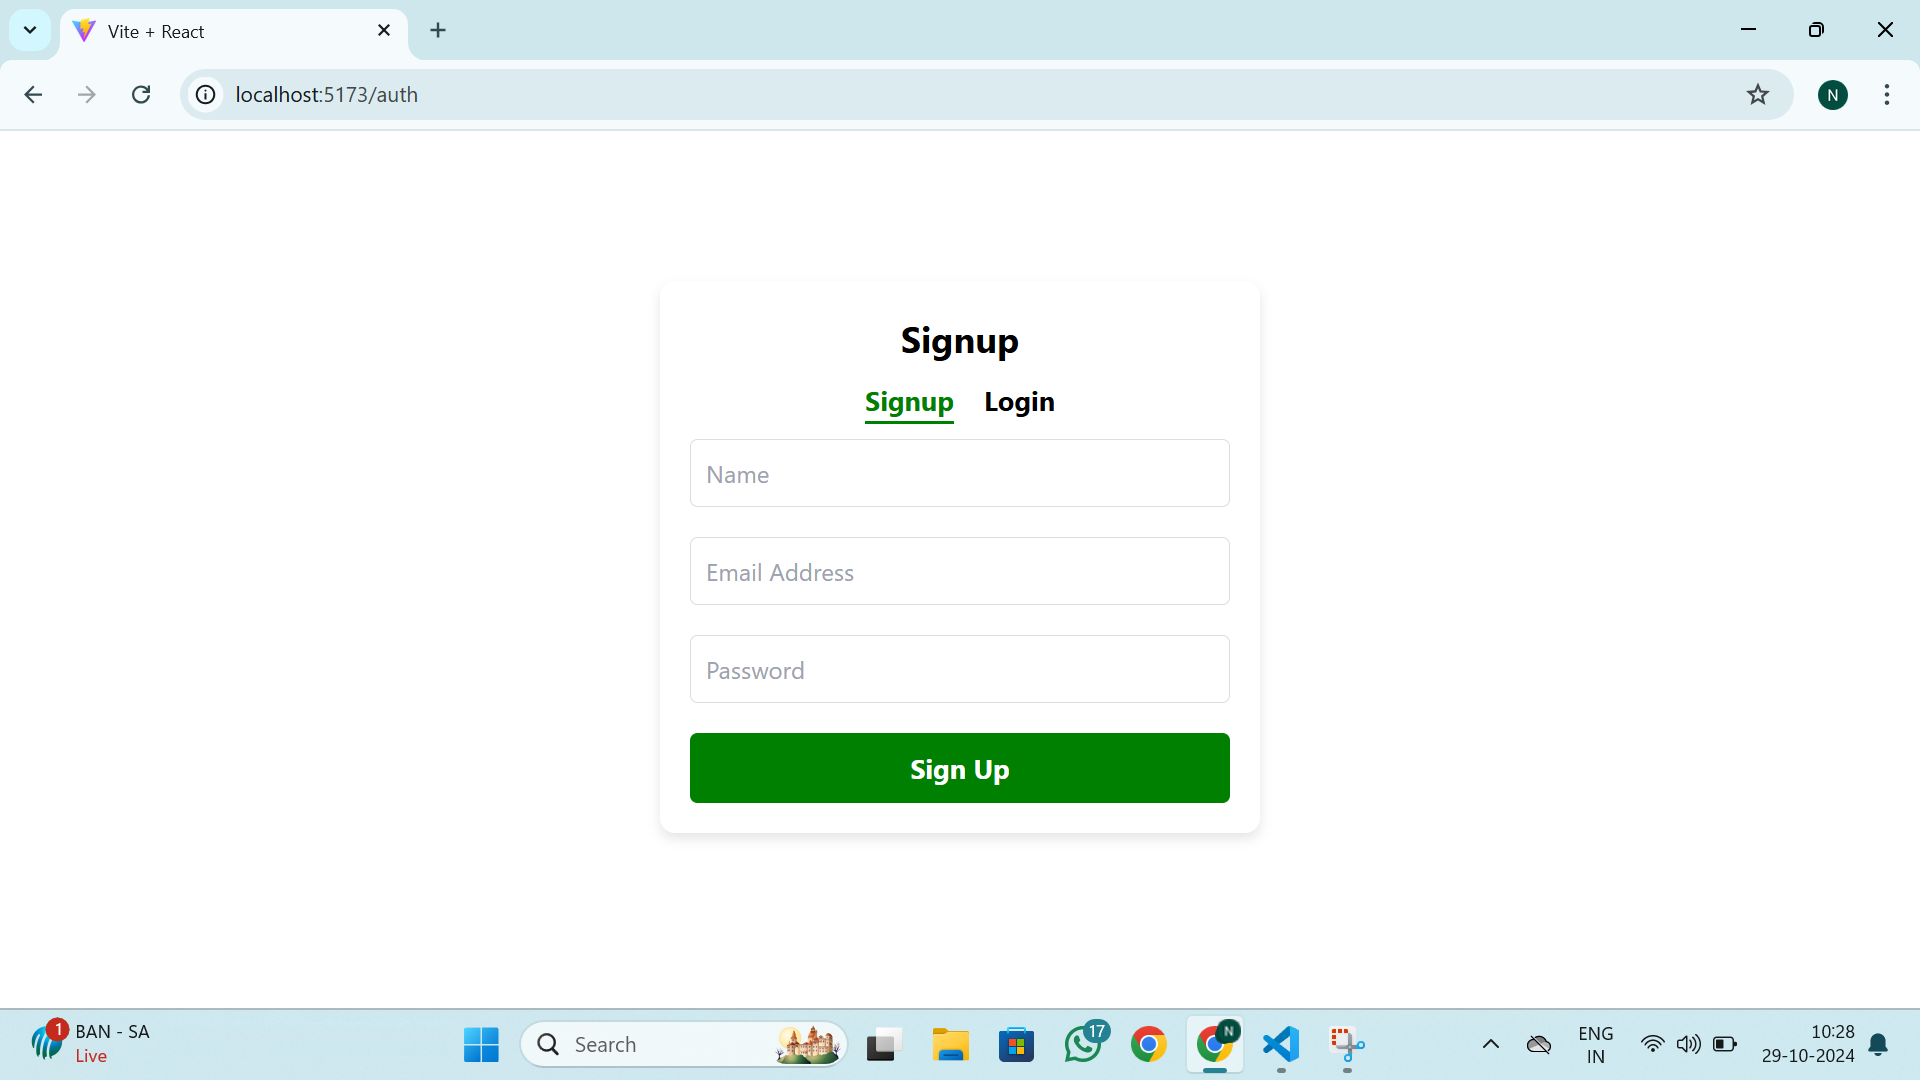 Vite + React
localhost:5173/auth
N
Signup
Signup Login
Name
Email Address
Password
Sign Up
1
BAN - SA
Live
Search
17
N
ENG
IN
10:28
29-10-2024